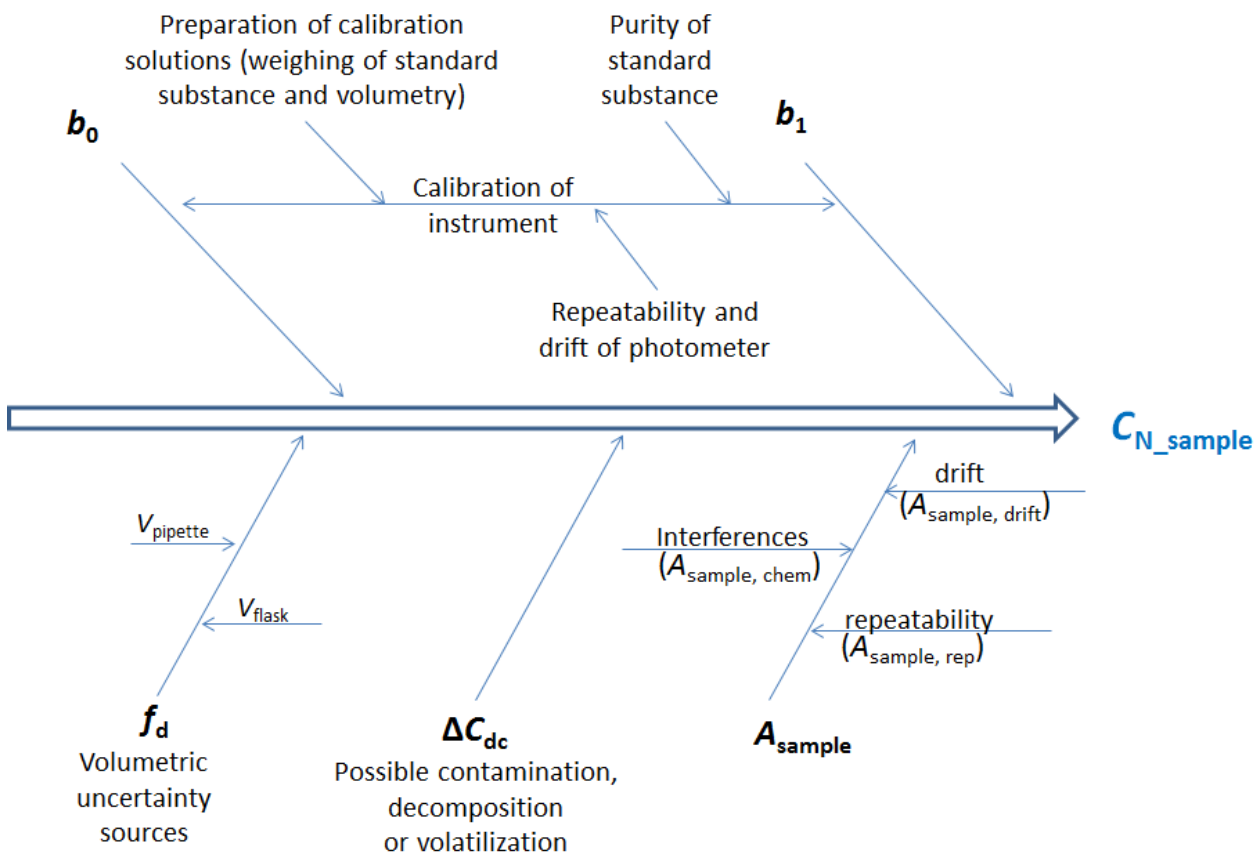 Preparation of calibration
solutions (weighing of standard
substance and volumetry)
Purity of
standard
substance
b0
b1
Calibration of
instrument
Repeatability and
drift of photometer
CN_sample
drift
(Asample, drift)
Vpipette
Interferences
(Asample, chem)
Vflask
repeatability
(Asample, rep)
fd
Volumetric
uncertainty
sources
ΔCdc
Possible contamination,
decomposition
or volatilization
Asample